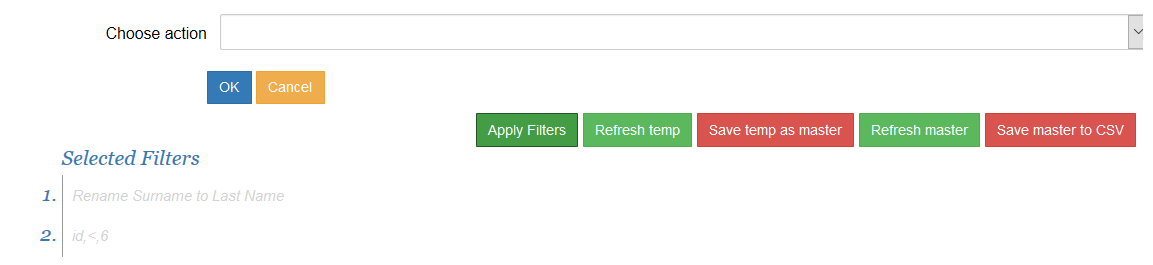 Choose action
OK Cancel
Apply Filters Refresh temp Save temp as master Refresh master Save master to CSV
Selected Filters
1. Rename Surname to Last Name
2. id,<,6